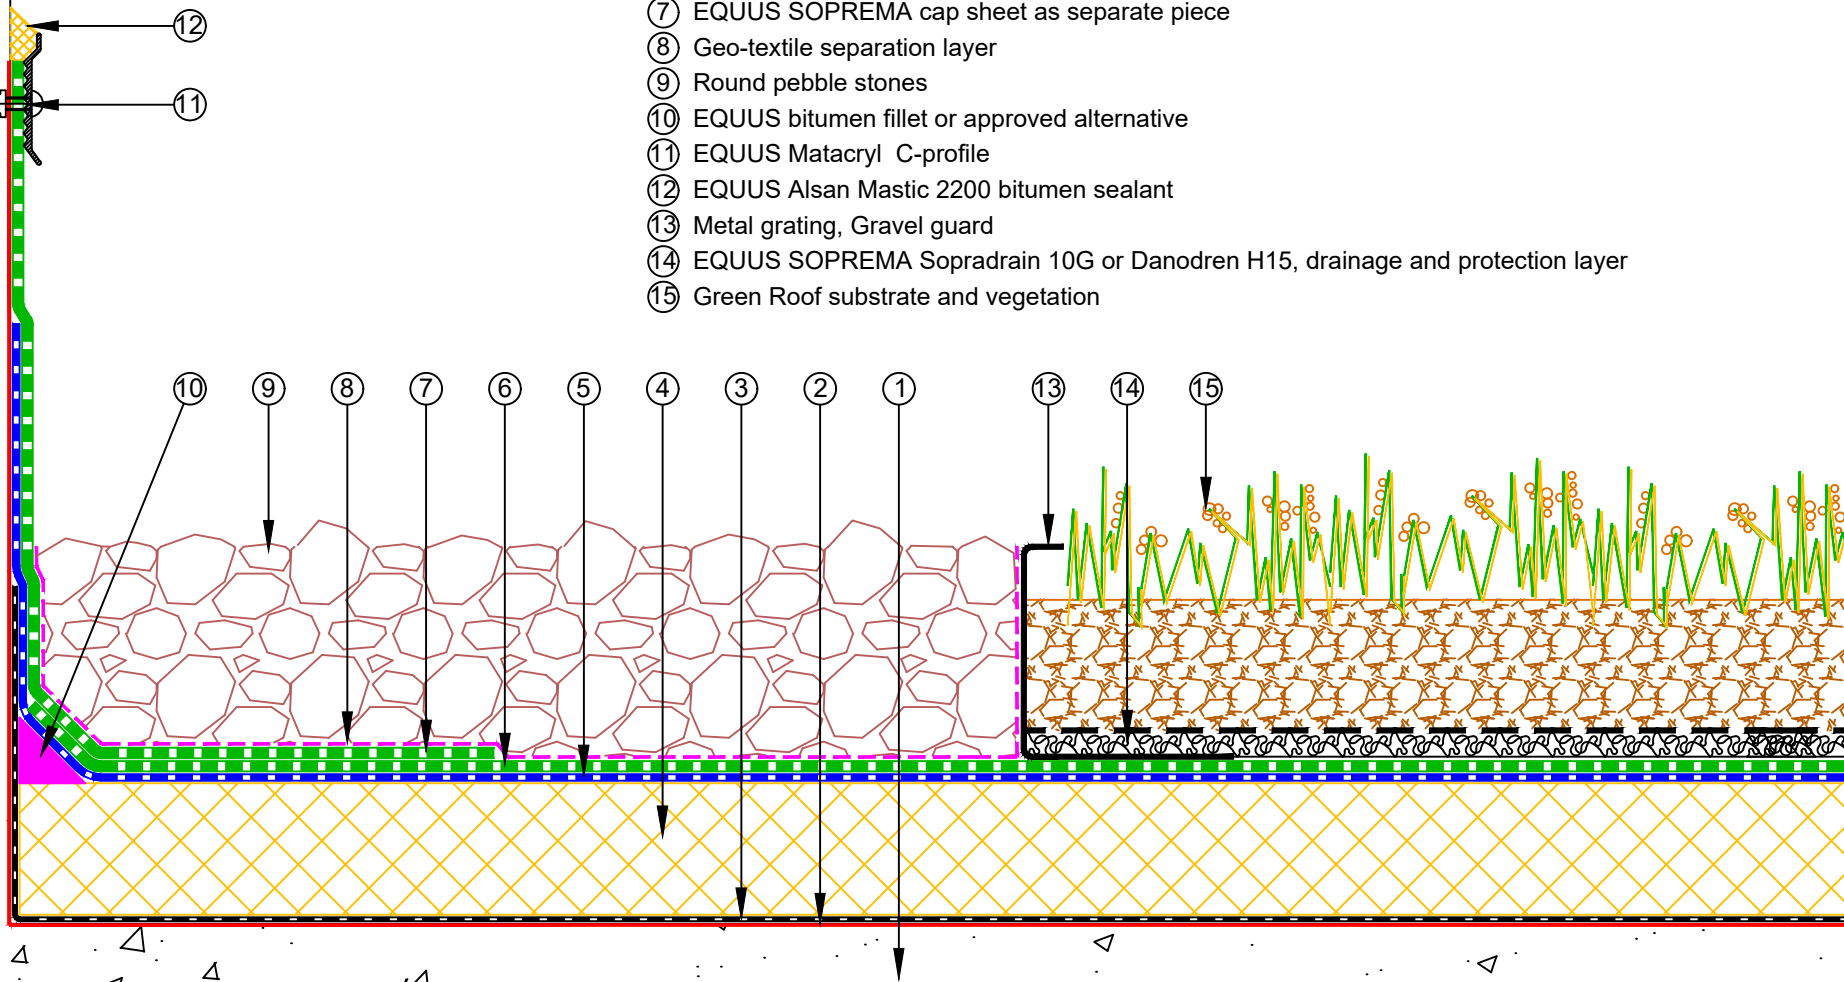 12
7 EQUUS SOPREMA cap sheet as separate piece
8 Geo-textile separation layer
9 Round pebble stones
11
10 EQUUS bitumen fillet or approved alternative
11 EQUUS Matacryl C-profile
12 EQUUS Alsan Mastic 2200 bitumen sealant
13 Metal grating, Gravel guard
14 EQUUS SOPREMA Sopradrain 10G or Danodren H15, drainage and protection layer
15 Green Roof substrate and vegetation
10 9 8 7 6 5 4 3 2 1 13 14 15